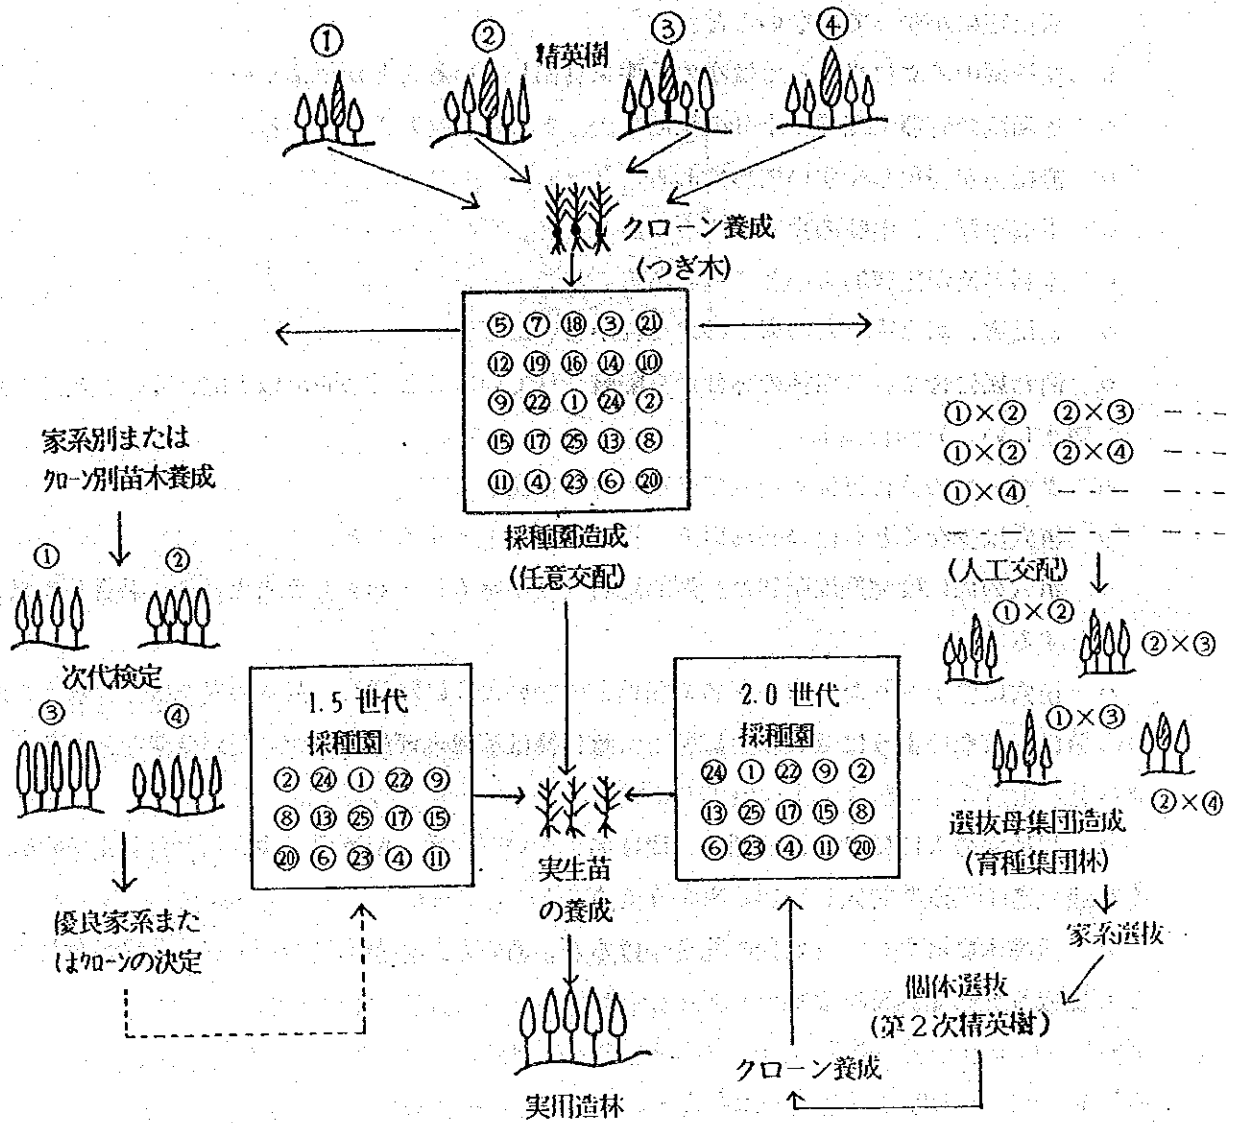 ① ② ③ ④
精英樹
クローン養成
(つぎ木)
⑤ ⑦ ⑱ ③ ㉑
⑫ ⑲ ⑯ ⑭ ⑩
⑨ ㉒ ① ㉔ ②
⑮ ⑰ ㉕ ⑬ ⑧
⑪ ④ ㉓ ⑥ ⑳
採種園造成
(任意交配)
家系別または
クローン別苗木養成
① ②
次代検定
③ ④
優良家系また
はクローンの決定
1.5 世代
採種園
② ㉔ ① ㉒ ⑨
⑧ ⑬ ㉕ ⑰ ⑮
⑳ ⑥ ㉓ ④ ⑪
実生苗
の養成
実用造林
①×② ②×③ -・-
①×② ②×④ -・-
①×④ - - - -・-
- - - - - -・-
(人工交配)
①×②
②×③
①×③
②×④
選抜母集団造成
(育種集団林)
家系選抜
個体選抜
(第2次精英樹)
クローン養成
2.0 世代
採種園
㉔ ① ㉒ ⑨ ②
⑬ ㉕ ⑰ ⑮ ⑧
⑥ ㉓ ④ ⑪ ⑳